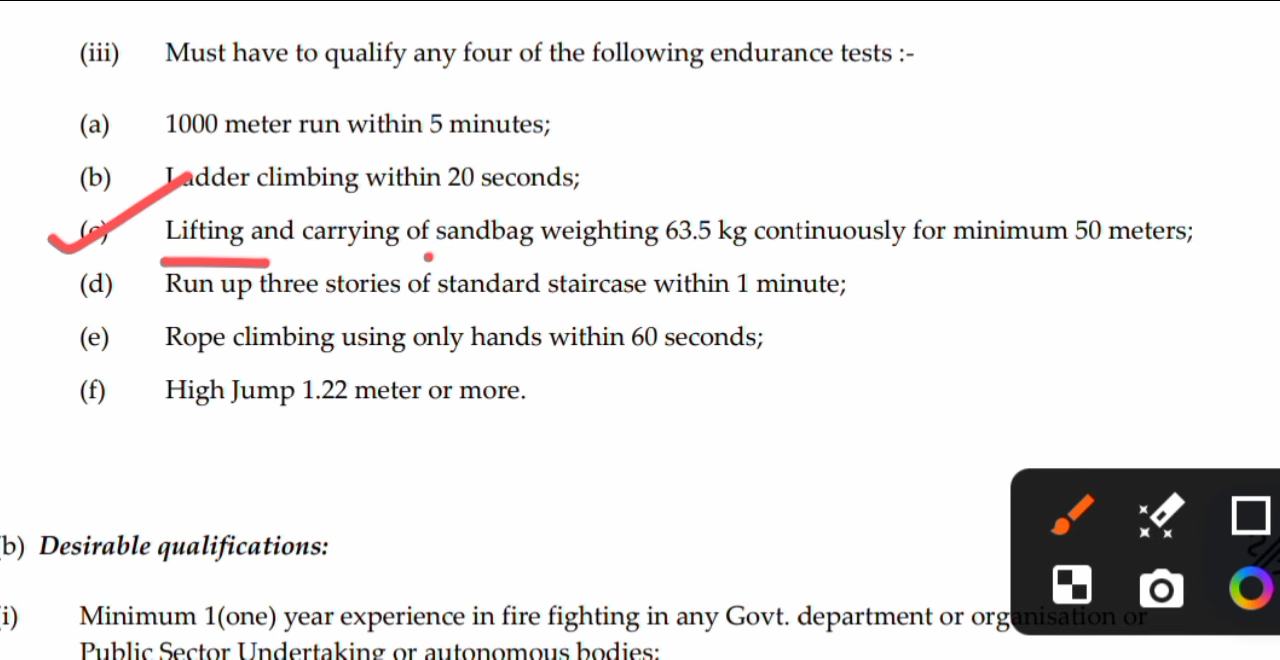 (iii) Must have to qualify any four of the following endurance tests :-
(a) 1000 meter run within 5 minutes;
(b) Ladder climbing within 20 seconds;
(c) Lifting and carrying of sandbag weighting 63.5 kg continuously for minimum 50 meters;
(d) Run up three stories of standard staircase within 1 minute;
(e) Rope climbing using only hands within 60 seconds;
(f) High Jump 1.22 meter or more.
b) Desirable qualifications:
i) Minimum 1(one) year experience in fire fighting in any Govt. department or organisation or
Public Sector Undertaking or autonomous bodies;